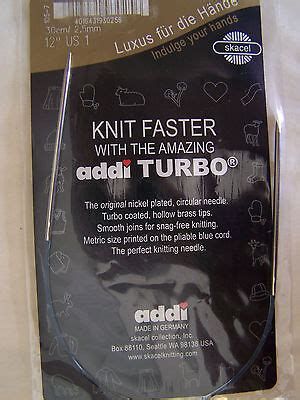 105-7
30cm/ 2,5mm
12" US 1
Luxus für die Hände
Indulge your hands
skacel
KNIT FASTER
WITH THE AMAZING
addi TURBO®
The original nickel plated, circular needle.
Turbo coated, hollow brass tips.
Smooth joins for snag-free knitting.
Metric size printed on the pliable blue cord.
The perfect knitting needle.
addi
MADE IN GERMANY
skacel collection, Inc.
Box 88110, Seattle WA 98138 USA
www.skacelknitting.com